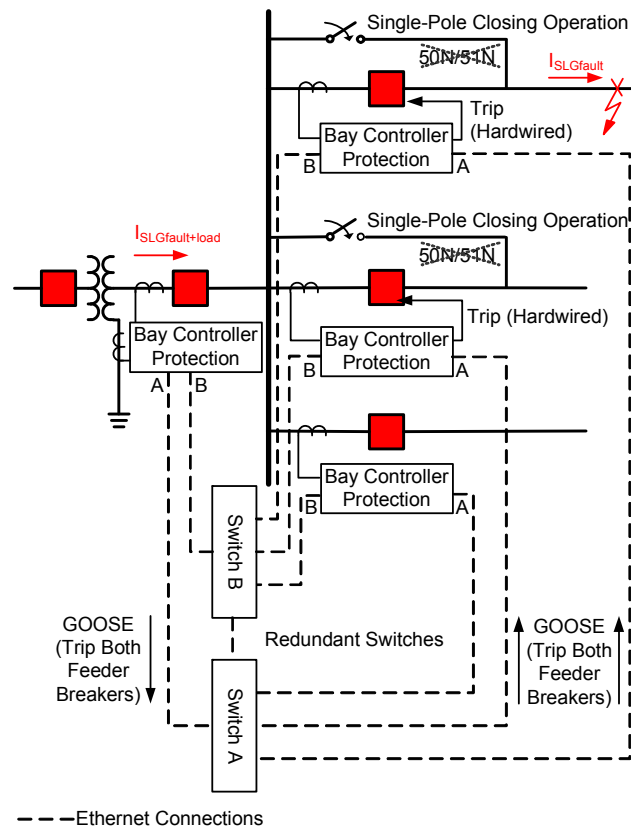 Single-Pole Closing Operation
50N/51N
ISLGfault
Trip
(Hardwired)
Bay Controller
Protection
B
A
Single-Pole Closing Operation
50N/51N
ISLGfault+load
Trip (Hardwired)
Bay Controller
Protection
A
B
Bay Controller
Protection
B
A
Bay Controller
Protection
B
A
Switch B
GOOSE
(Trip Both
Feeder
Breakers)
Redundant Switches
GOOSE
(Trip Both
Feeder
Breakers)
Switch A
Ethernet Connections